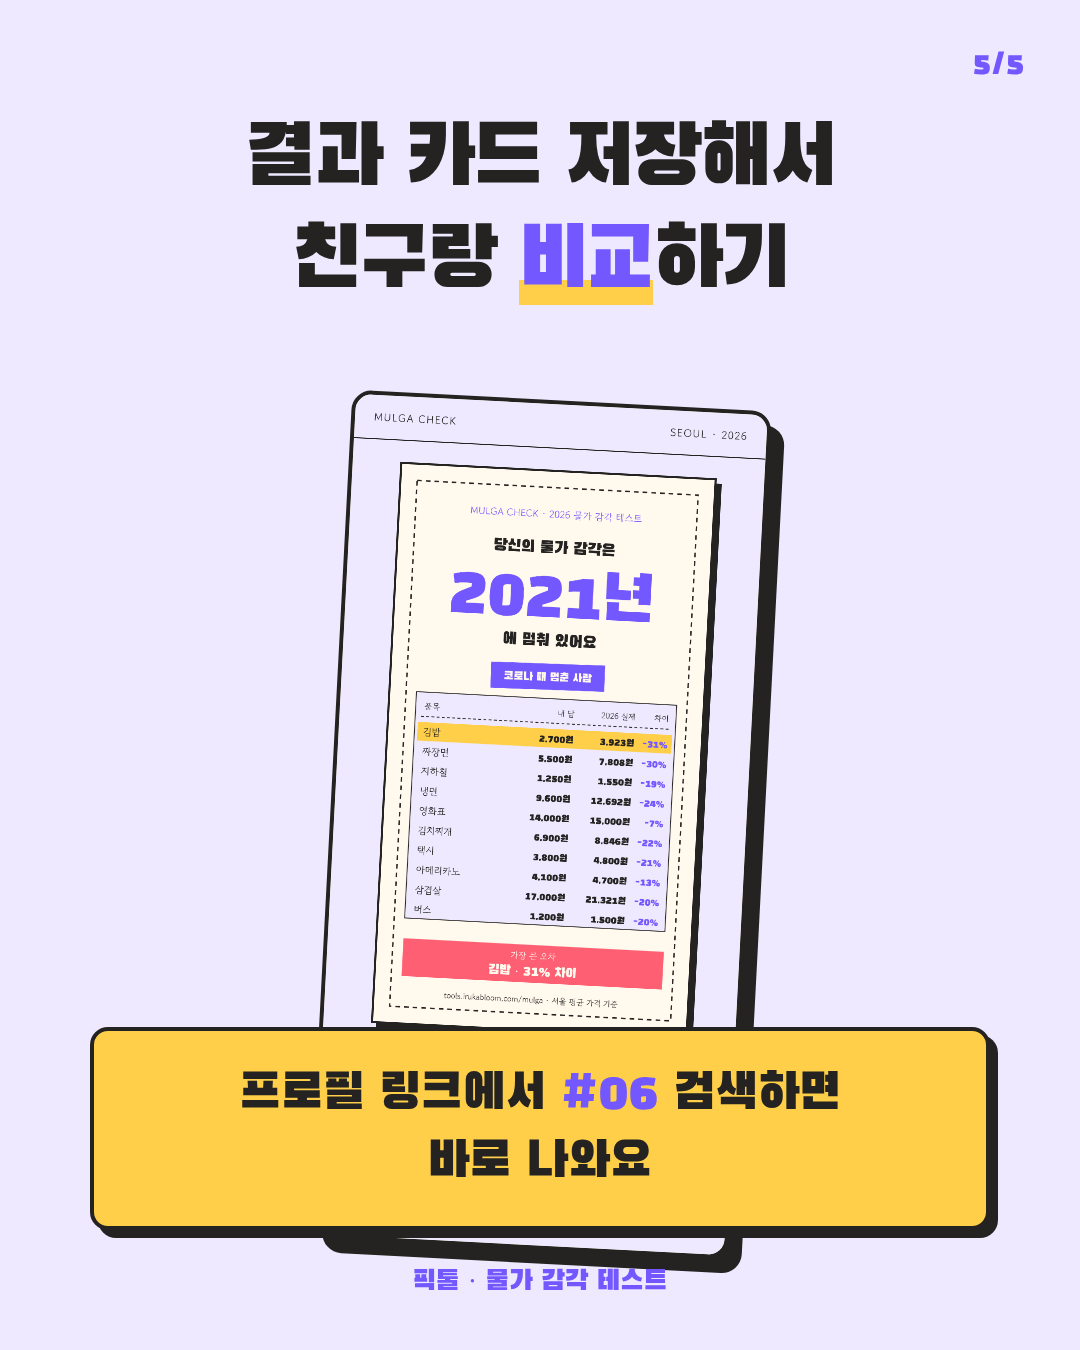 5/5
결과 카드 저장해서
친구랑 비교하기
MULGA CHECK
SEOUL · 2026
MULGA CHECK · 2026 물가 감각 테스트
당신의 물가 감각은
2021년
에 멈춰 있어요
코로나 때 멈춘 사람
품목 내 답 2026 실제 차이
김밥 2.700원 3.923원 -31%
짜장면 5.500원 7.808원 -30%
지하철 1.250원 1.550원 -19%
냉면 9.600원 12.692원 -24%
영화표 14.000원 15.000원 -7%
김치찌개 6.900원 8.846원 -22%
택시 3.800원 4.800원 -21%
아메리카노 4.100원 4.700원 -13%
삼겹살 17.000원 21.321원 -20%
버스 1.200원 1.500원 -20%
가장 큰 오차
김밥 · 31% 차이
tools.irukabloom.com/mulga · 서울 평균 가격 기준
프로필 링크에서 #06 검색하면
바로 나와요
픽툴 · 물가 감각 테스트